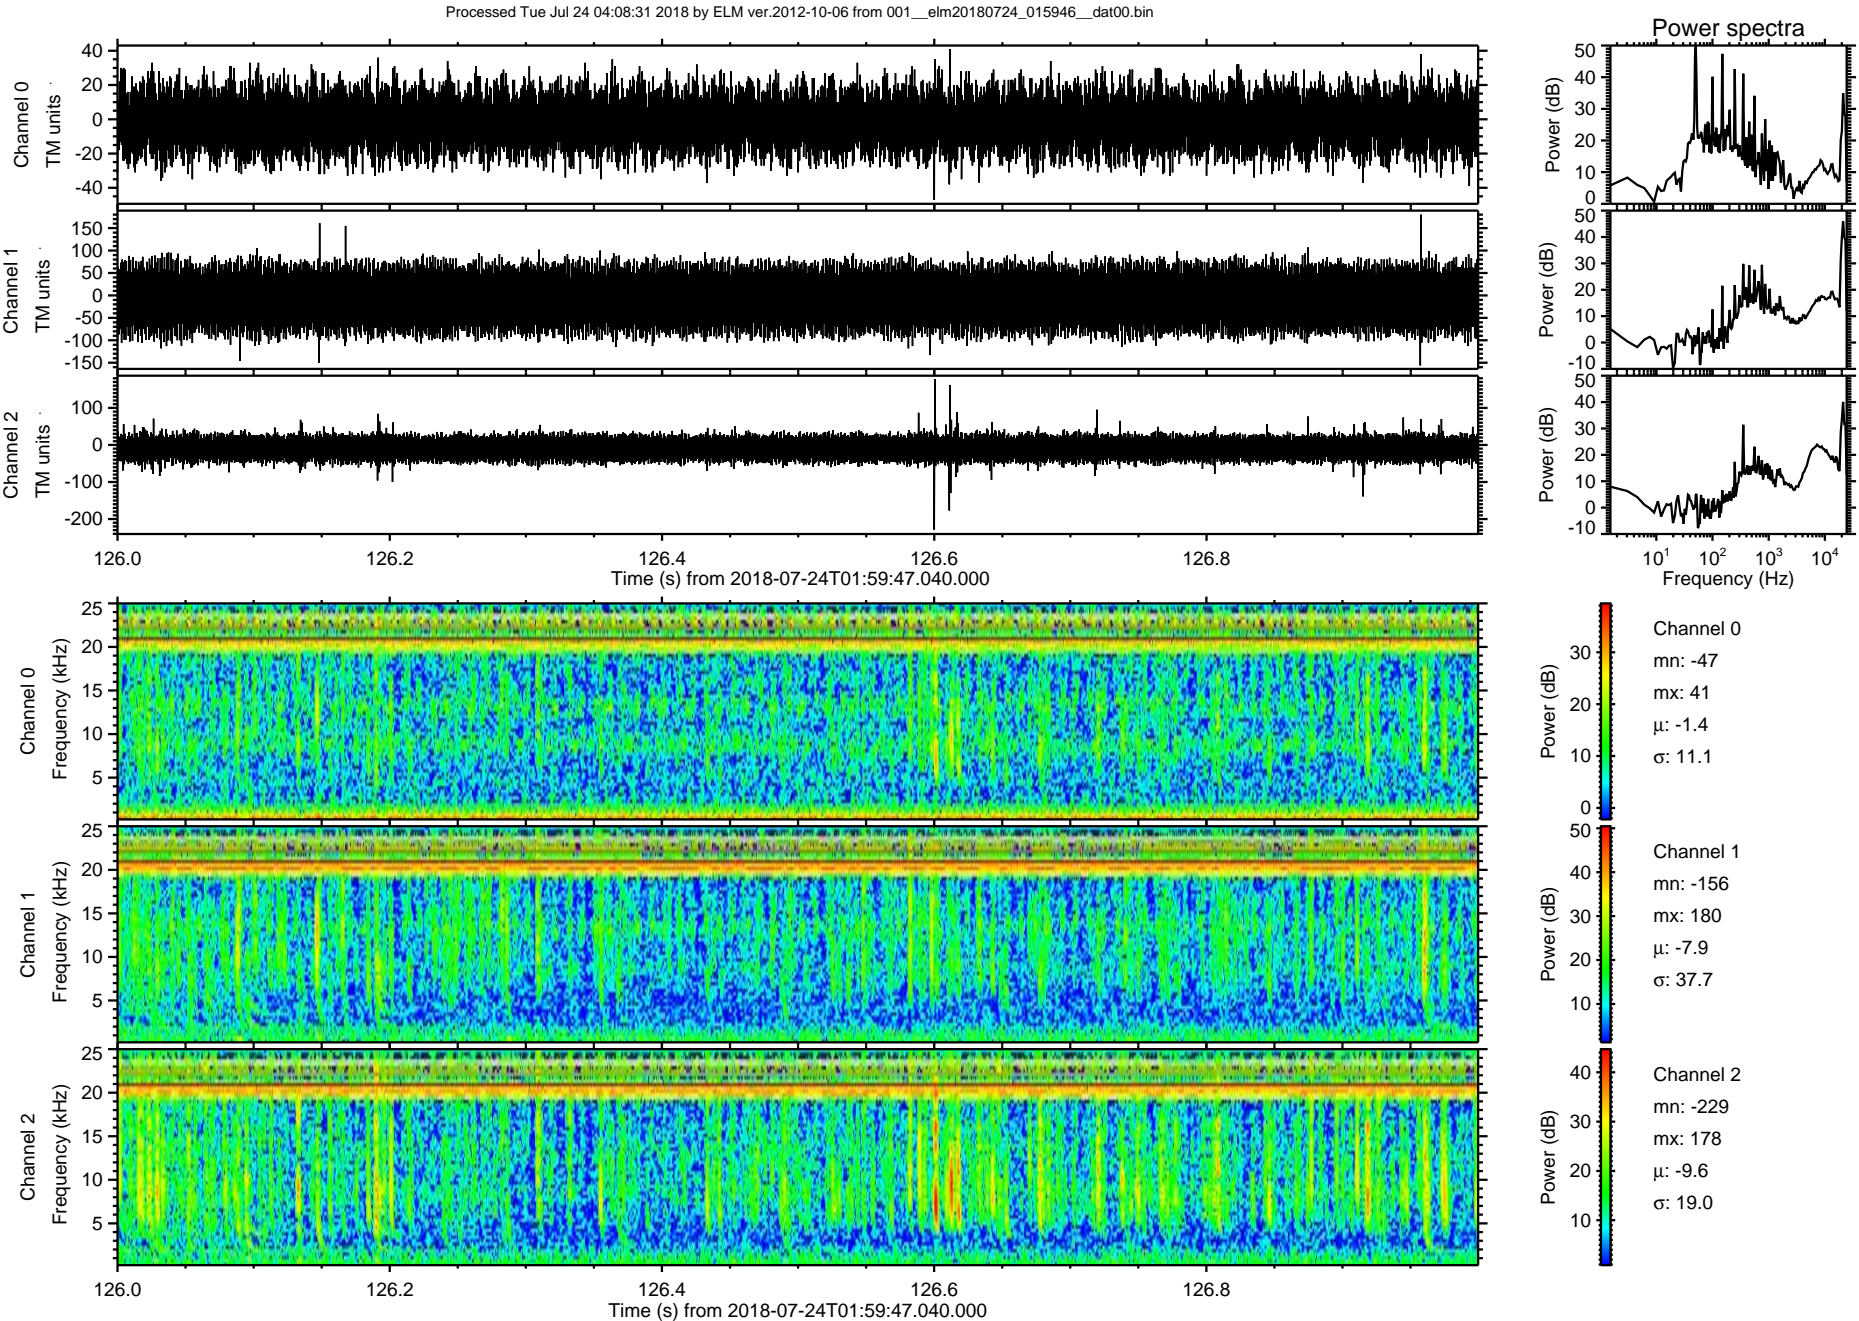 Processed Tue Jul 24 04:08:31 2018 by ELM ver.2012-10-06 from 001__elm20180724_015946__dat00.bin
Power spectra
Channel 0
TM units
40
20
0
-20
-40
Power (dB)
50
40
30
20
10
0
Channel 1
TM units
150
100
50
0
-50
-100
-150
Power (dB)
50
40
30
20
10
0
-10
Channel 2
TM units
100
0
-100
-200
Power (dB)
50
40
30
20
10
0
-10
126.0 126.2 126.4 126.6 126.8
Time (s) from 2018-07-24T01:59:47.040.000
10^1 10^2 10^3 10^4
Frequency (Hz)
Channel 0
Frequency (kHz)
25
20
15
10
5
Power (dB)
30
20
10
0
Channel 0
mn: -47
mx: 41
μ: -1.4
σ: 11.1
Channel 1
Frequency (kHz)
25
20
15
10
5
Power (dB)
50
40
30
20
10
Channel 1
mn: -156
mx: 180
μ: -7.9
σ: 37.7
Channel 2
Frequency (kHz)
25
20
15
10
5
Power (dB)
40
30
20
10
Channel 2
mn: -229
mx: 178
μ: -9.6
σ: 19.0
126.0 126.2 126.4 126.6 126.8
Time (s) from 2018-07-24T01:59:47.040.000